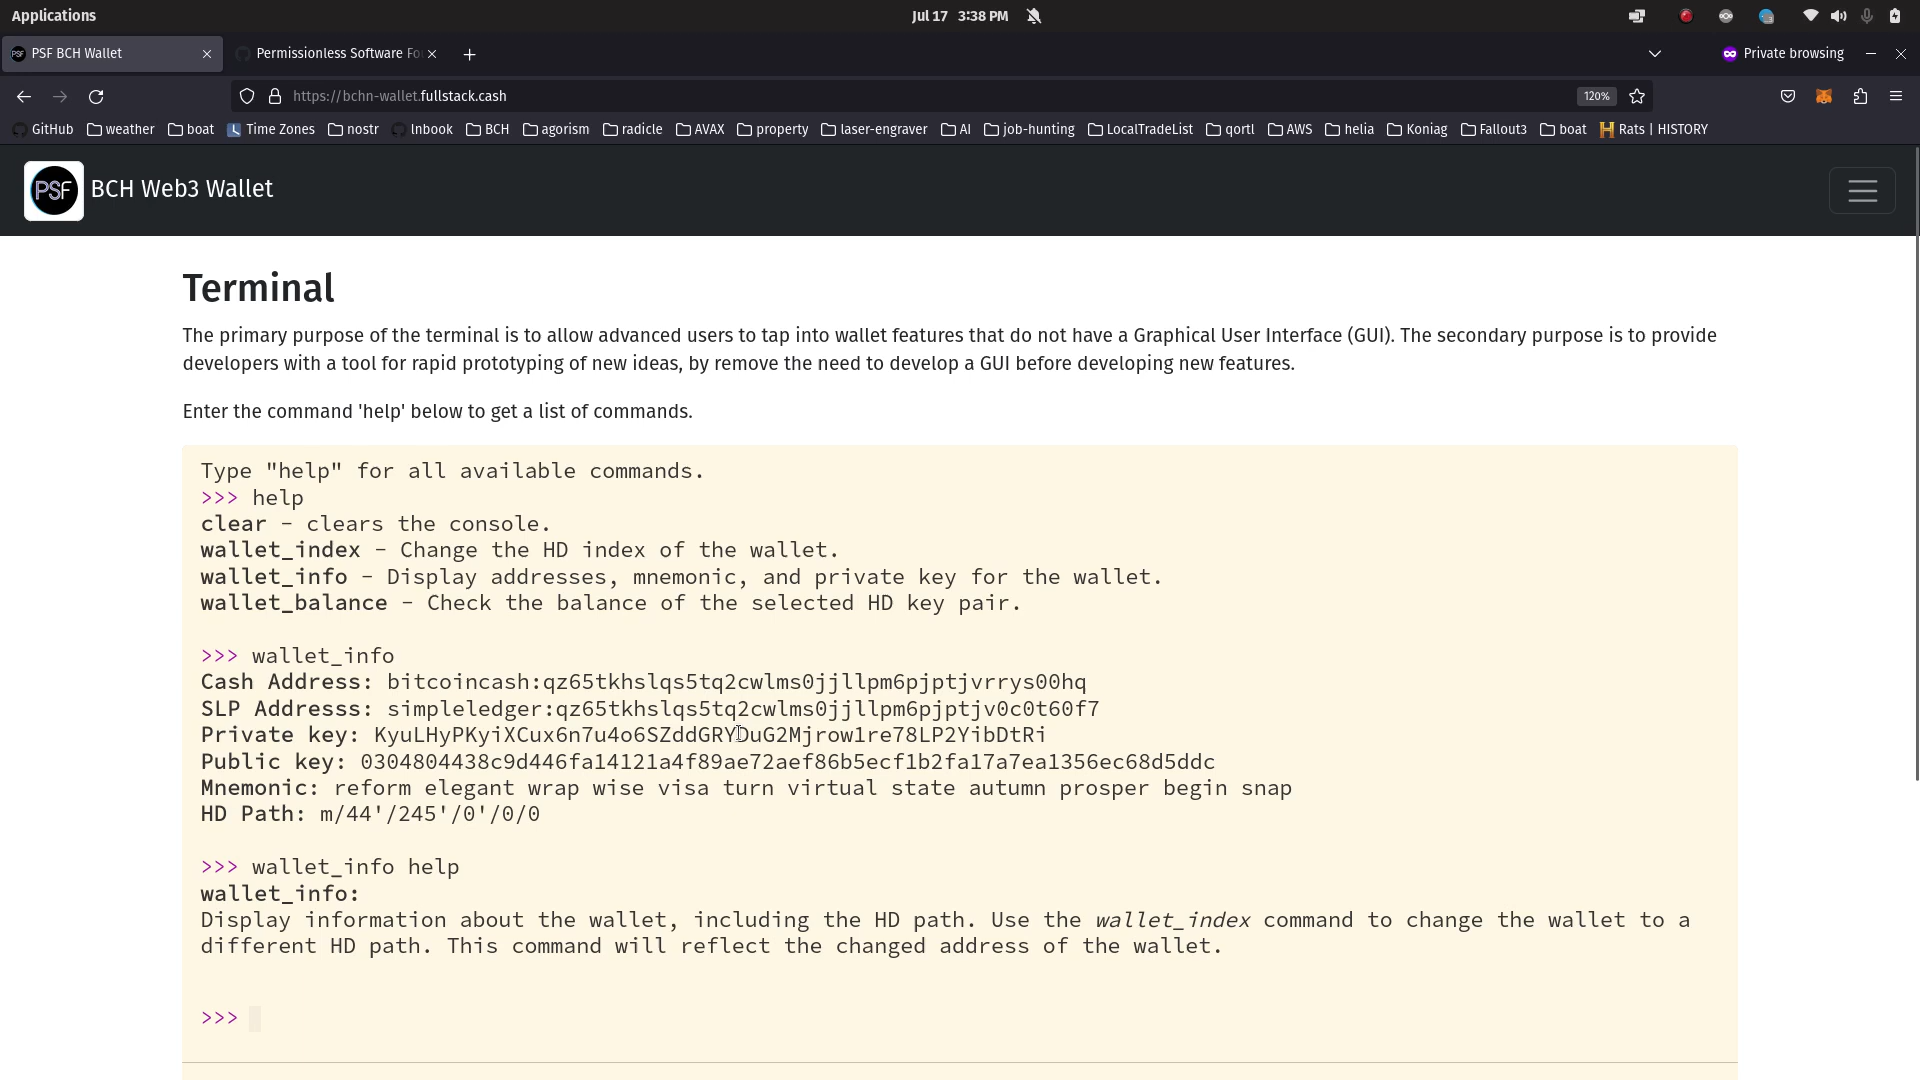 Applications
Jul 17 3:38 PM
PSF BCH Wallet
Permissionless Software Fo
Private browsing
https://bchn-wallet.fullstack.cash
120%
GitHub weather boat Time Zones nostr lnbook BCH agorism radicle AVAX property laser-engraver AI job-hunting LocalTradeList qortl AWS helia Koniag Fallout3 boat Rats | HISTORY
PSF BCH Web3 Wallet
Terminal
The primary purpose of the terminal is to allow advanced users to tap into wallet features that do not have a Graphical User Interface (GUI). The secondary purpose is to provide
developers with a tool for rapid prototyping of new ideas, by remove the need to develop a GUI before developing new features.
Enter the command 'help' below to get a list of commands.
Type "help" for all available commands.
>>> help
clear - clears the console.
wallet_index - Change the HD index of the wallet.
wallet_info - Display addresses, mnemonic, and private key for the wallet.
wallet_balance - Check the balance of the selected HD key pair.
>>> wallet_info
Cash Address: bitcoincash:qz65tkhslqs5tq2cwlms0jjllpm6pjptjvrrys00hq
SLP Addresss: simpleledger:qz65tkhslqs5tq2cwlms0jjllpm6pjptjv0c0t60f7
Private key: KyuLHyPKyiXCux6n7u4o6SZddGRYDuG2Mjrow1re78LP2YibDtRi
Public key: 0304804438c9d446fa14121a4f89ae72aef86b5ecf1b2fa17a7ea1356ec68d5ddc
Mnemonic: reform elegant wrap wise visa turn virtual state autumn prosper begin snap
HD Path: m/44'/245'/0'/0/0
>>> wallet_info help
wallet_info:
Display information about the wallet, including the HD path. Use the wallet_index command to change the wallet to a
different HD path. This command will reflect the changed address of the wallet.
>>>